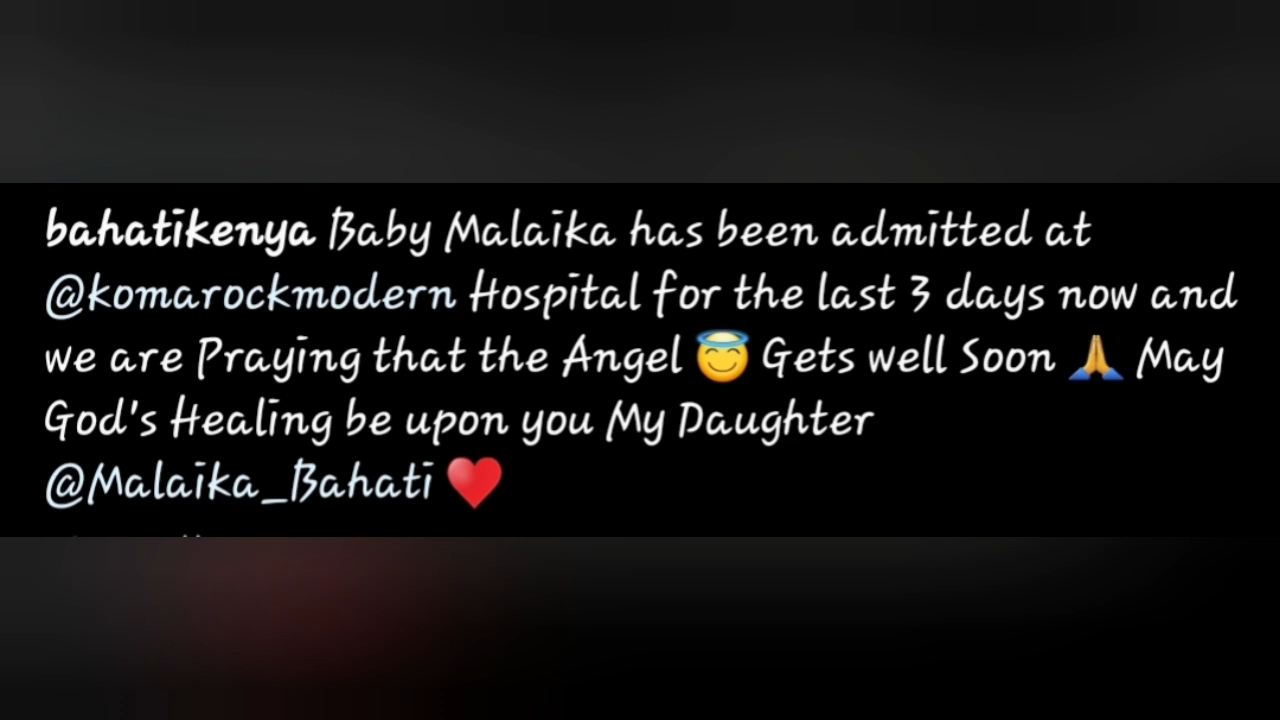 bahatikenya Baby Malaika has been admitted at
@komarockmodern Hospital for the last 3 days now and
we are Praying that the Angel 😇 Gets well Soon 🙏 May
God's Healing be upon you My Daughter
@Malaika_Bahati ❤️